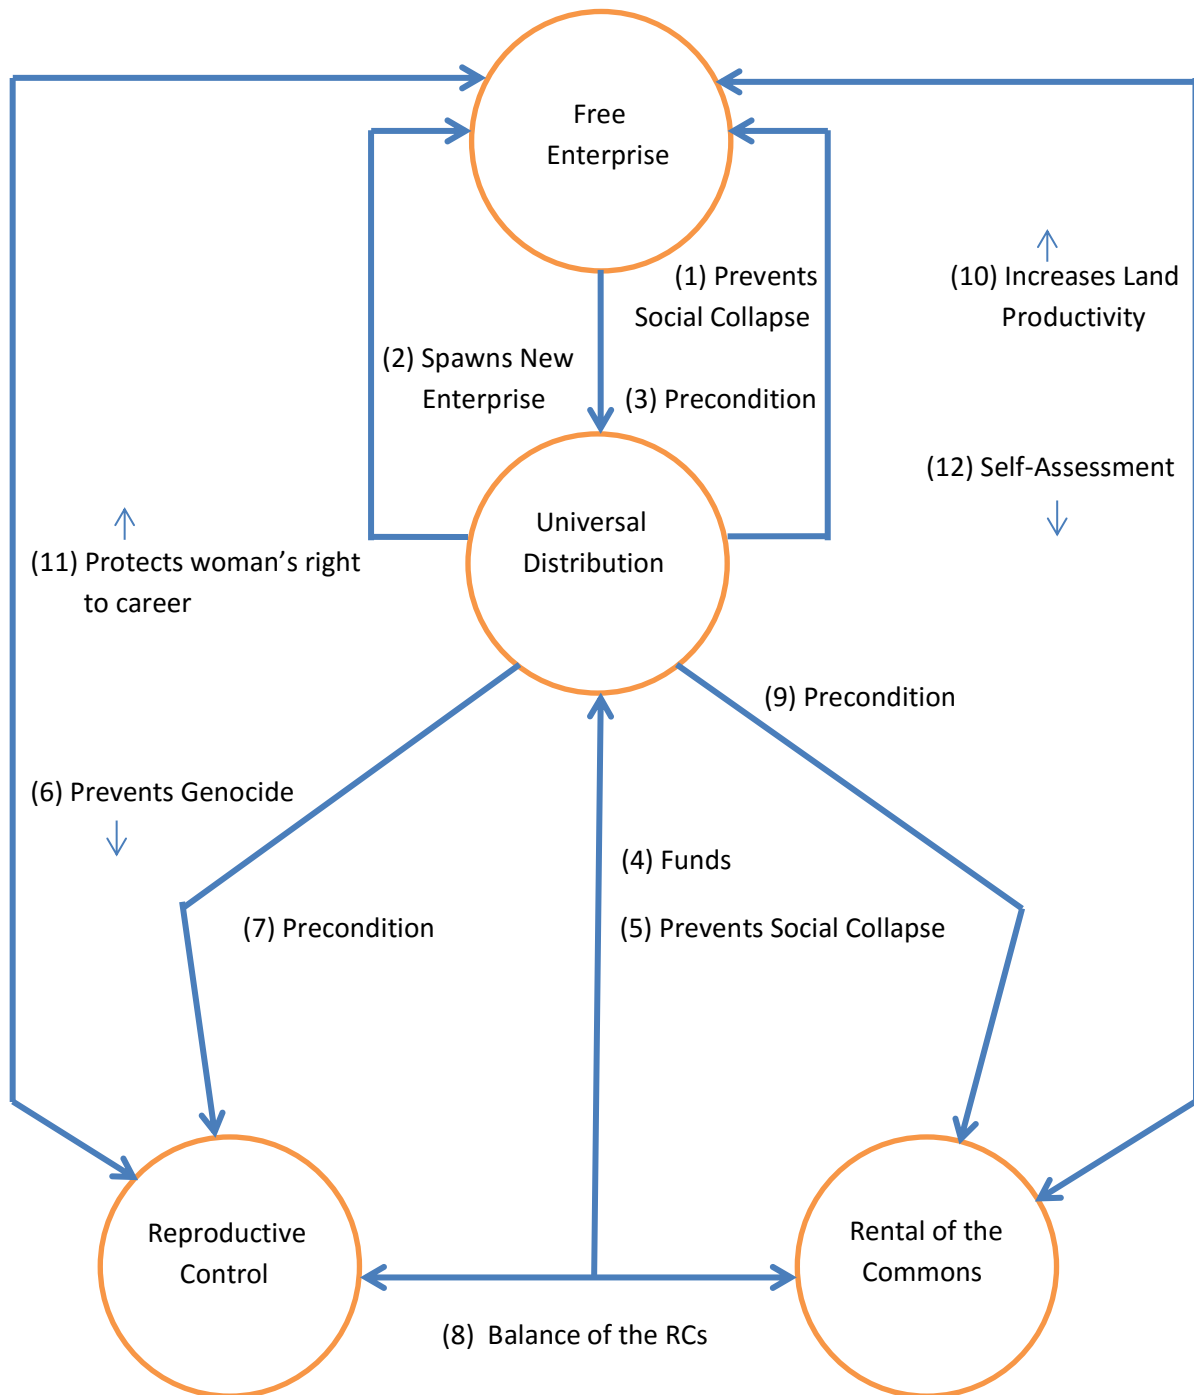 Free
Enterprise
(1) Prevents
Social Collapse
(10) Increases Land
Productivity
(2) Spawns New
Enterprise
(3) Precondition
(12) Self-Assessment
Universal
Distribution
(11) Protects woman’s right
to career
(9) Precondition
(6) Prevents Genocide
(4) Funds
(7) Precondition
(5) Prevents Social Collapse
Reproductive
Control
Rental of the
Commons
(8) Balance of the RCs